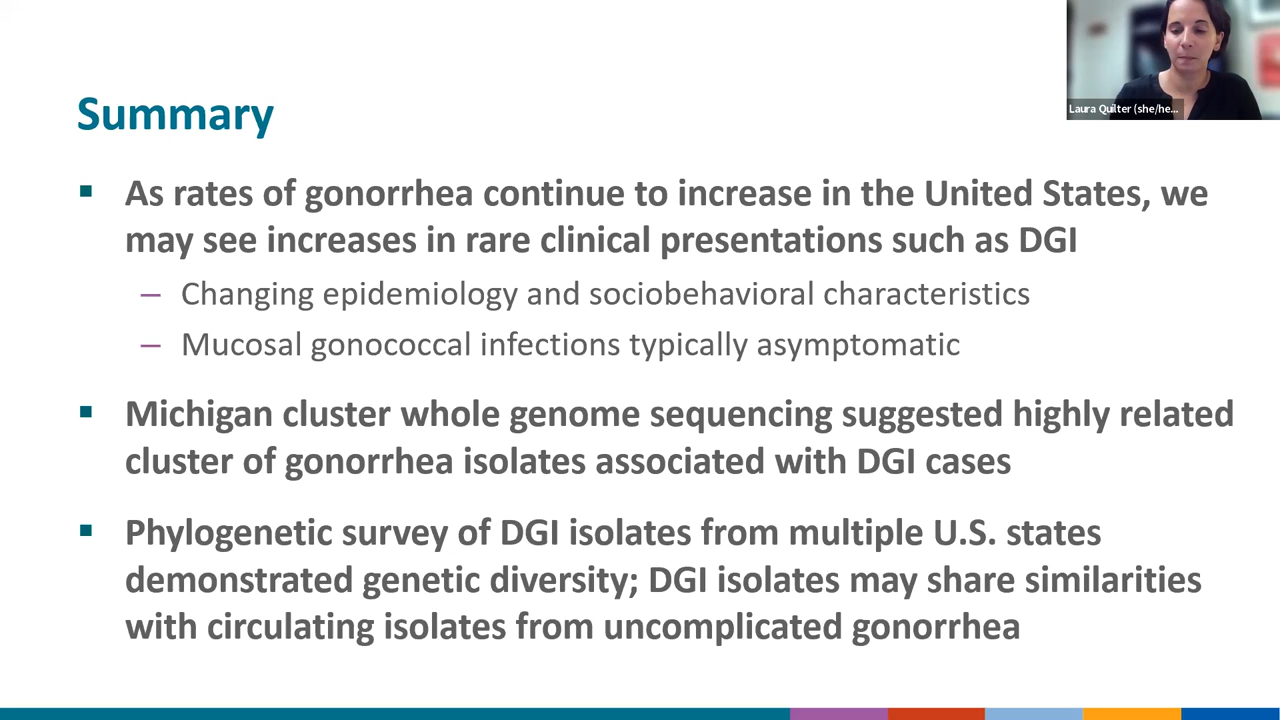 Laura Quilter (she/he...
Summary
▪ As rates of gonorrhea continue to increase in the United States, we
may see increases in rare clinical presentations such as DGI
– Changing epidemiology and sociobehavioral characteristics
– Mucosal gonococcal infections typically asymptomatic
▪ Michigan cluster whole genome sequencing suggested highly related
cluster of gonorrhea isolates associated with DGI cases
▪ Phylogenetic survey of DGI isolates from multiple U.S. states
demonstrated genetic diversity; DGI isolates may share similarities
with circulating isolates from uncomplicated gonorrhea